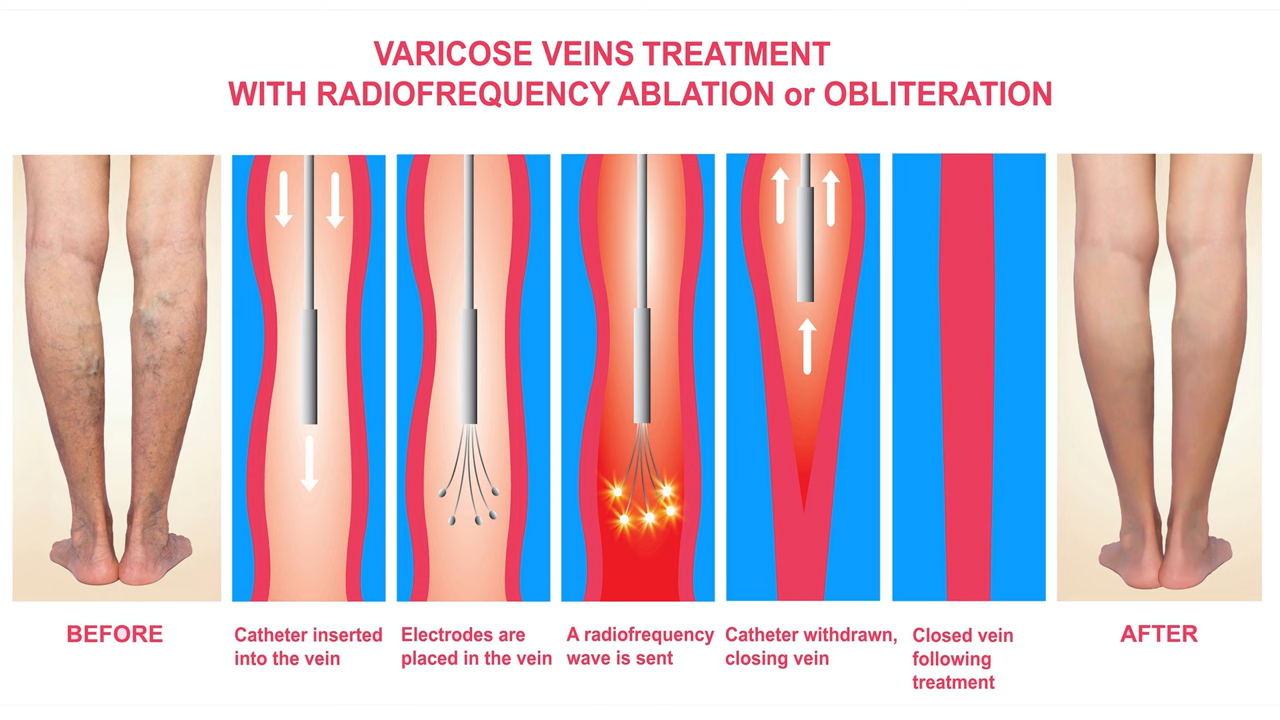 VARICOSE VEINS TREATMENT
WITH RADIOFREQUENCY ABLATION or OBLITERATION
BEFORE
Catheter inserted
into the vein
Electrodes are
placed in the vein
A radiofrequency
wave is sent
Catheter withdrawn,
closing vein
Closed vein
following
treatment
AFTER